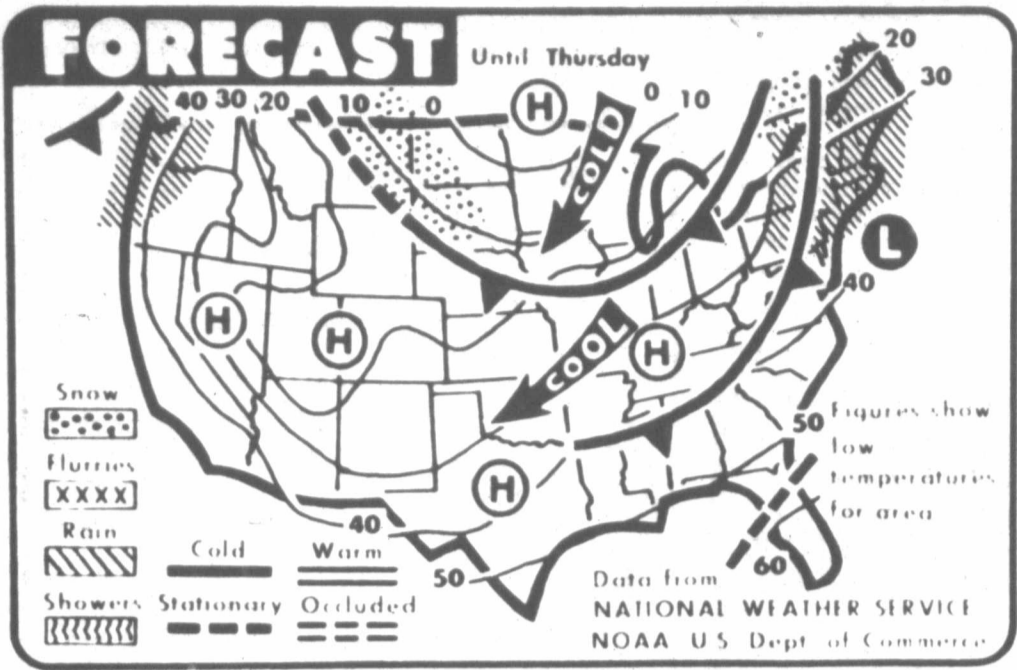 FORECAST
Until Thursday
40 30 20 10 0 H 0 10 20
30
COLD
L
40
H
H
COOL
H
Snow
50
Figures show
low
temperatures
for area
Flurries
XXXX
H
Rain
40
Cold
Warm
50
60
Showers
Stationary
Occluded
Data from
NATIONAL WEATHER SERVICE
NOAA U S Dept of Commerce